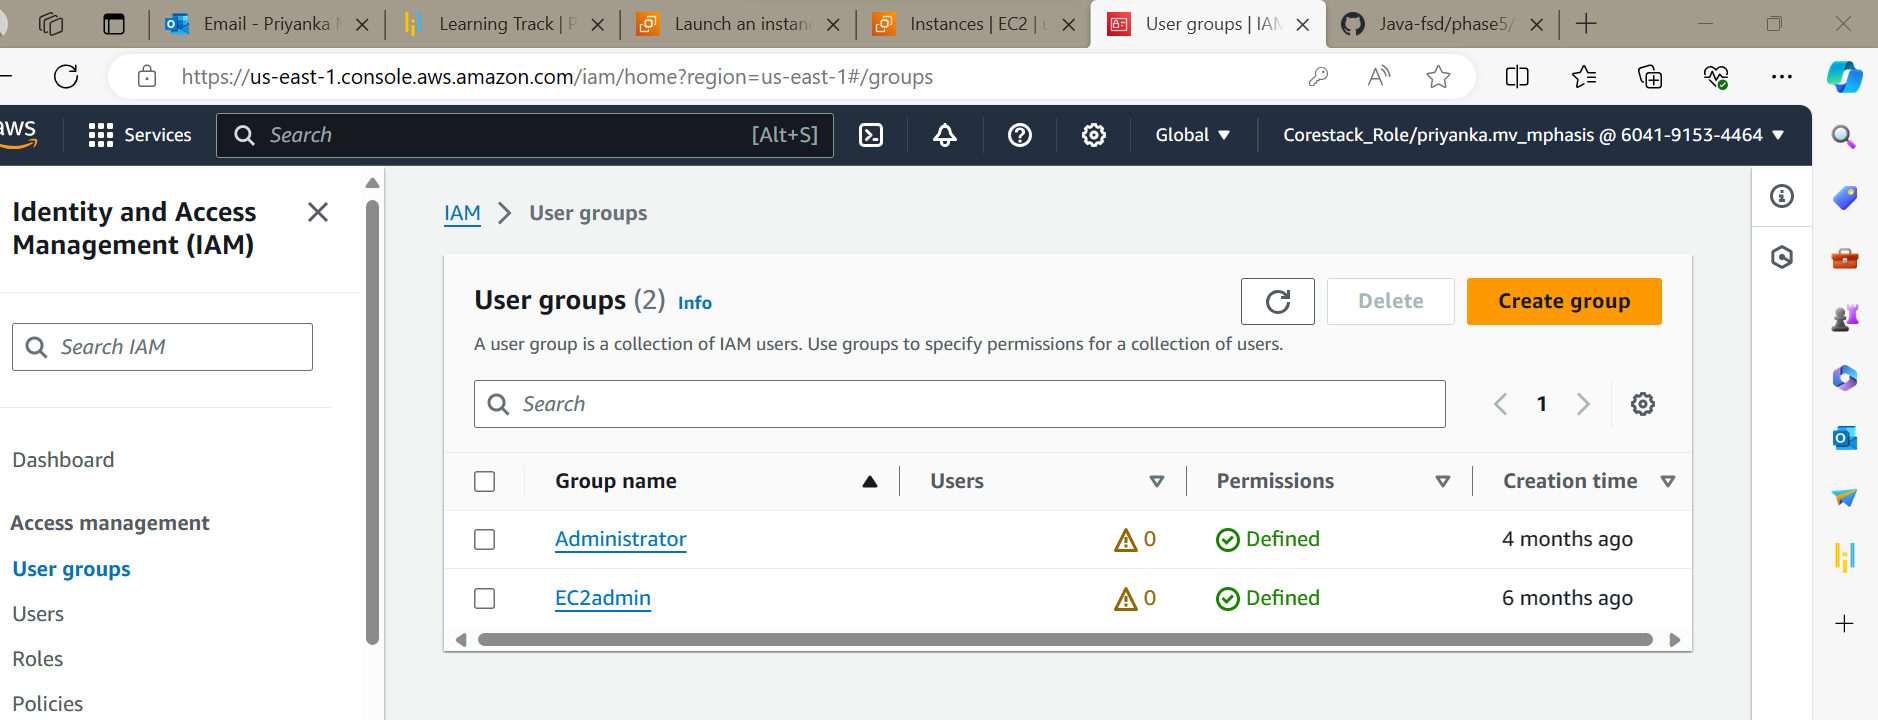 Email - Priyanka
Learning Track | P
Launch an instan
Instances | EC2 | u
User groups | IAM
Java-fsd/phase5/
https://us-east-1.console.aws.amazon.com/iam/home?region=us-east-1#/groups
aws
Services
Search
[Alt+S]
Global
Corestack_Role/priyanka.mv_mphasis @ 6041-9153-4464
Identity and Access
Management (IAM)
Search IAM
Dashboard
Access management
User groups
Users
Roles
Policies
IAM
User groups
User groups (2) Info
Delete
Create group
A user group is a collection of IAM users. Use groups to specify permissions for a collection of users.
Search
1
Group name Users Permissions Creation time
Administrator 0 Defined 4 months ago
EC2admin 0 Defined 6 months ago